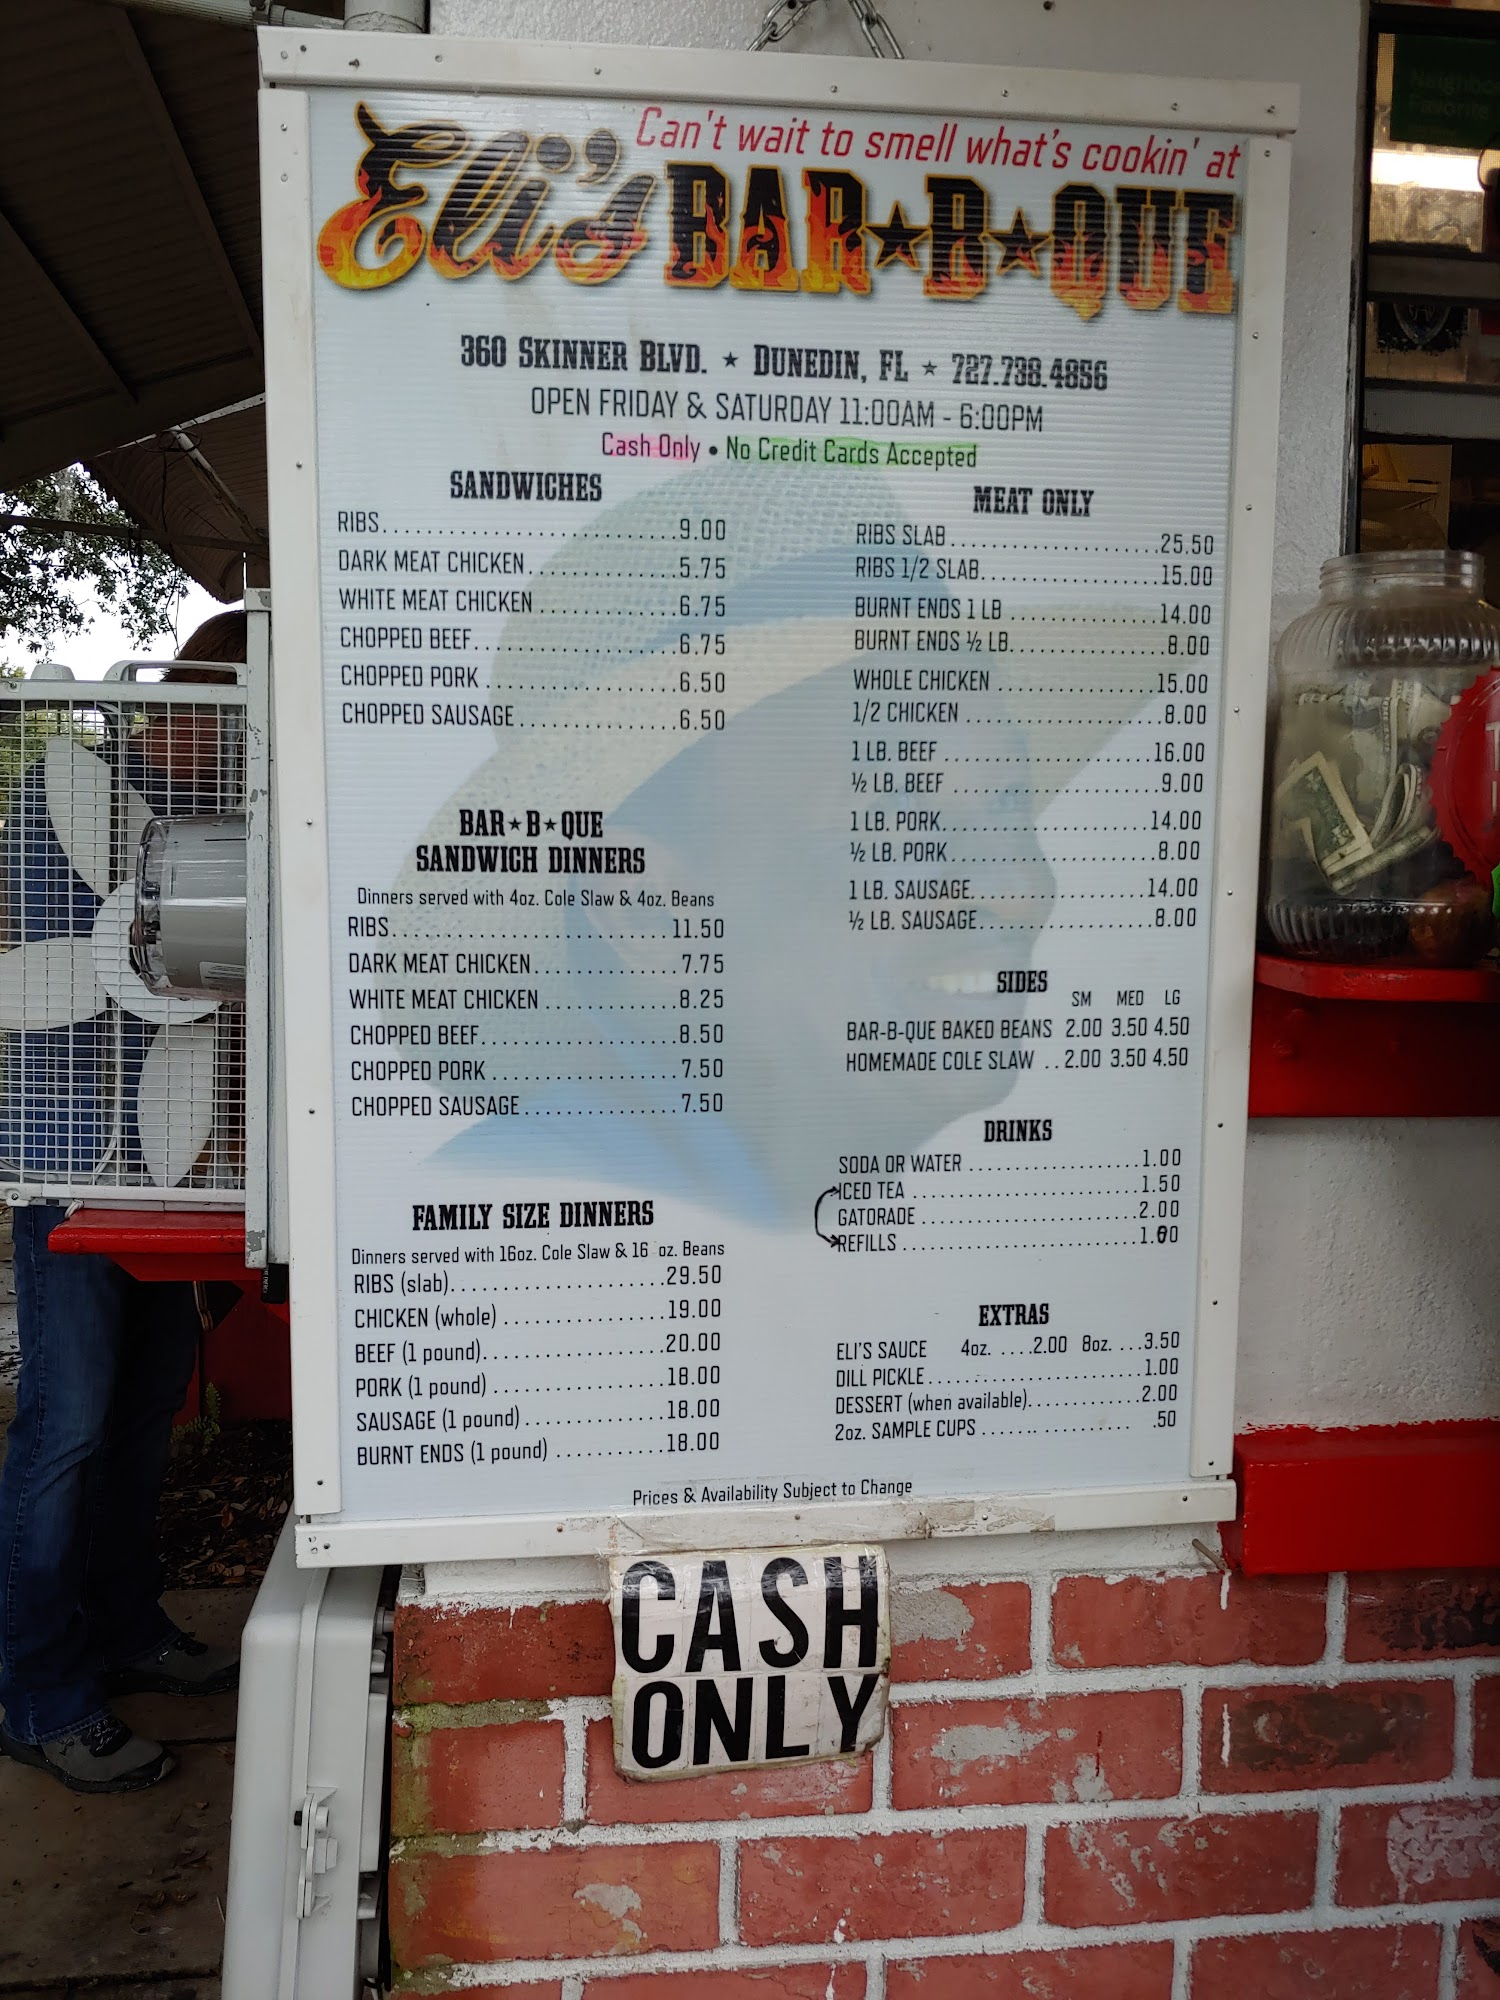 Can't wait to smell what's cookin' at
Eli's BAR★B★QUE
360 SKINNER BLVD. ★ DUNEDIN, FL ★ 727.738.4856
OPEN FRIDAY & SATURDAY 11:00AM - 6:00PM
Cash Only • No Credit Cards Accepted
SANDWICHES
RIBS 9.00
DARK MEAT CHICKEN 5.75
WHITE MEAT CHICKEN 6.75
CHOPPED BEEF 6.75
CHOPPED PORK 6.50
CHOPPED SAUSAGE 6.50
BAR★B★QUE
SANDWICH DINNERS
Dinners served with 4oz. Cole Slaw & 4oz. Beans
RIBS 11.50
DARK MEAT CHICKEN 7.75
WHITE MEAT CHICKEN 8.25
CHOPPED BEEF 8.50
CHOPPED PORK 7.50
CHOPPED SAUSAGE 7.50
FAMILY SIZE DINNERS
Dinners served with 16oz. Cole Slaw & 16 oz. Beans
RIBS (slab) 29.50
CHICKEN (whole) 19.00
BEEF (1 pound) 20.00
PORK (1 pound) 18.00
SAUSAGE (1 pound) 18.00
BURNT ENDS (1 pound) 18.00
MEAT ONLY
RIBS SLAB 25.50
RIBS 1/2 SLAB 15.00
BURNT ENDS 1 LB 14.00
BURNT ENDS ½ LB. 8.00
WHOLE CHICKEN 15.00
1/2 CHICKEN 8.00
1 LB. BEEF 16.00
½ LB. BEEF 9.00
1 LB. PORK 14.00
½ LB. PORK 8.00
1 LB. SAUSAGE 14.00
½ LB. SAUSAGE 8.00
SIDES
SM MED LG
BAR-B-QUE BAKED BEANS 2.00 3.50 4.50
HOMEMADE COLE SLAW 2.00 3.50 4.50
DRINKS
SODA OR WATER 1.00
ICED TEA 1.50
GATORADE 2.00
REFILLS
EXTRAS
ELI'S SAUCE 4oz. 2.00 8oz. 3.50
DILL PICKLE 1.00
DESSERT (when available) 2.00
2oz. SAMPLE CUPS .50
Prices & Availability Subject to Change
CASH
ONLY
Neighbo
Favorite